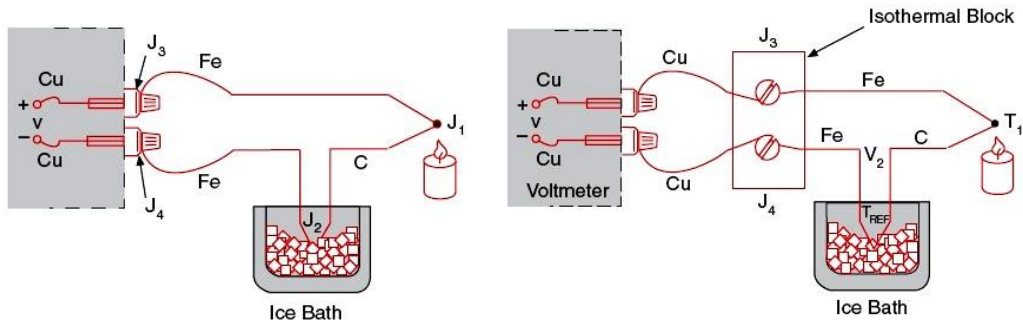 J3
Fe
Cu
+
v
J1
−
Cu
C
Fe
J4
J2
Ice Bath
Isothermal Block
J3
Cu
Cu
Fe
+
v
T1
−
Fe
C
V2
Cu
Cu
Voltmeter
J4
TREF
Ice Bath